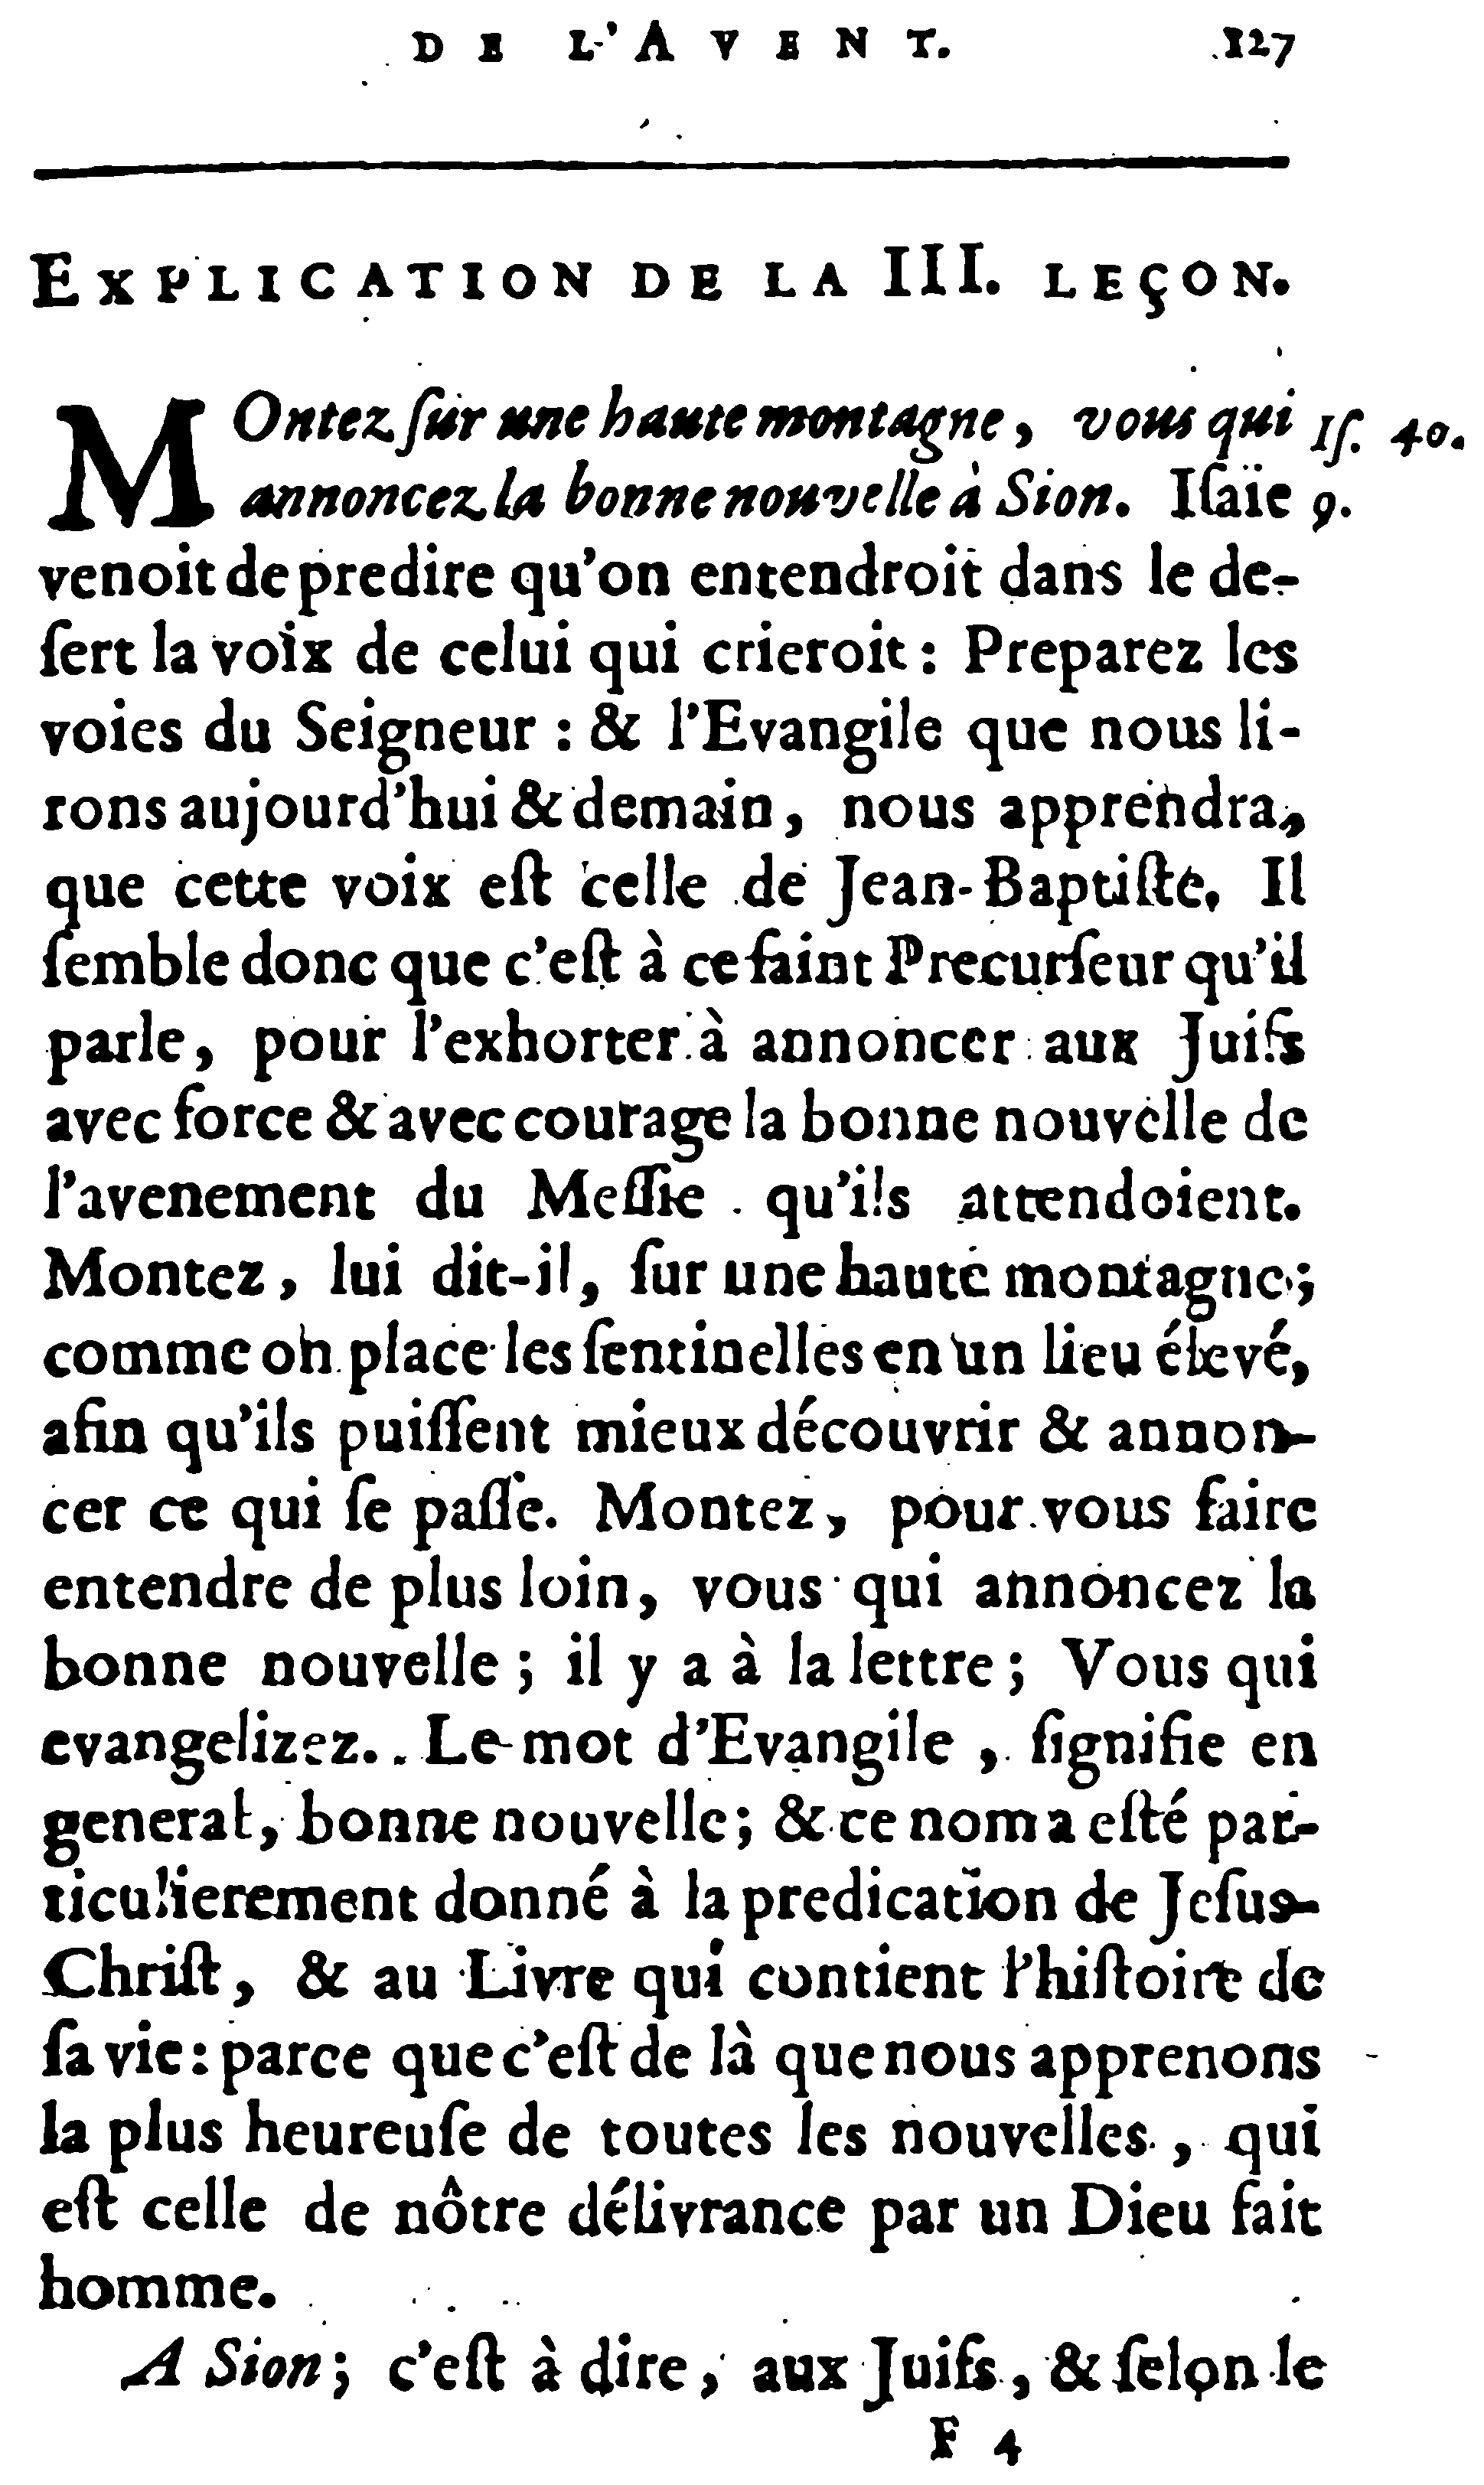 DE L'AVENT. 127
EXPLICATION DE LA III. LEÇON.
MOntez ſur une haute montagne, vous qui Iſ. 40.
annoncez la bonne nouvelle à Sion. Iſaïe 9.
venoit de predire qu'on entendroit dans le de-
ſert la voix de celui qui crieroit : Preparez les
voies du Seigneur : & l'Evangile que nous li-
rons aujourd'hui & demain, nous apprendra,
que cette voix eſt celle de Jean-Baptiſte. Il
ſemble donc que c'eſt à ce ſaint Precurſeur qu'il
parle, pour l'exhorter à annoncer aux Juifs
avec force & avec courage la bonne nouvelle de
l'avenement du Meſſie qu'ils attendoient.
Montez, lui dit-il, ſur une haute montagne;
comme on place les ſentinelles en un lieu élevé,
afin qu'ils puiſſent mieux découvrir & annon-
cer ce qui ſe paſſe. Montez, pour vous faire
entendre de plus loin, vous qui annoncez la
bonne nouvelle ; il y a à la lettre ; Vous qui
evangelizez. Le mot d'Evangile , ſignifie en
general, bonne nouvelle; & ce nom a eſté par-
ticulierement donné à la predication de Jeſus-
Chriſt, & au Livre qui contient l'hiſtoire de
ſa vie : parce que c'eſt de là que nous apprenons
la plus heureuſe de toutes les nouvelles , qui
eſt celle de nôtre délivrance par un Dieu fait
homme.
A Sion; c'eſt à dire, aux Juifs, & ſelon le
F 4